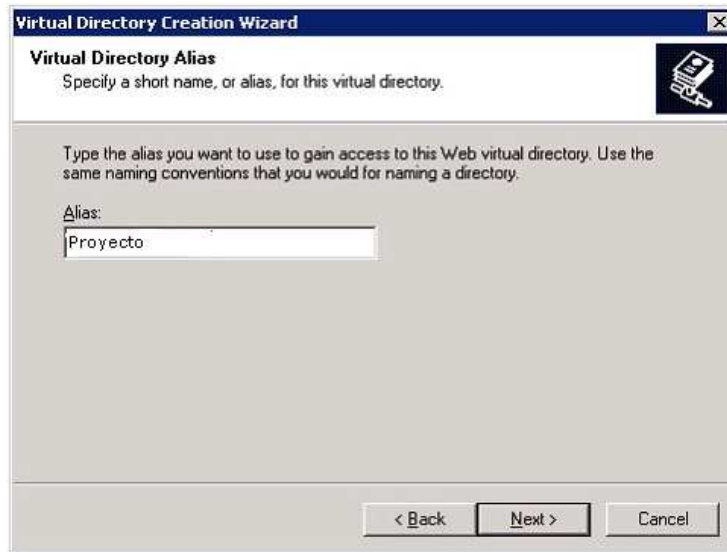 Virtual Directory Creation Wizard
Virtual Directory Alias
Specify a short name, or alias, for this virtual directory.
Type the alias you want to use to gain access to this Web virtual directory. Use the
same naming conventions that you would for naming a directory.
Alias:
Proyecto
< Back Next > Cancel